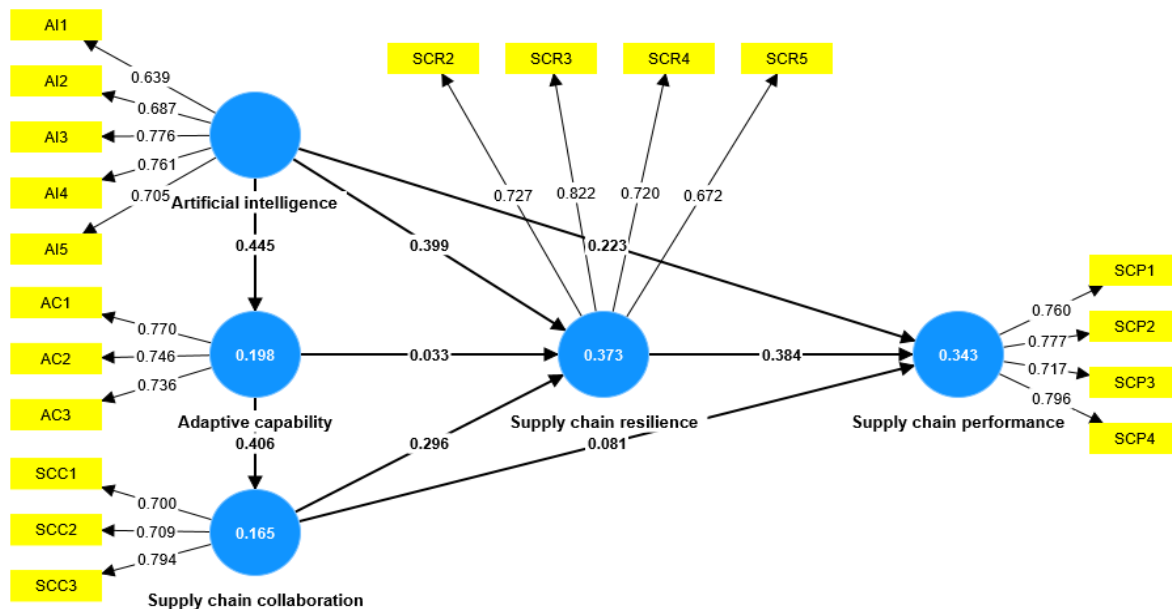 AI1
AI2
AI3
AI4
AI5
0.639
0.687
0.776
0.761
0.705
Artificial intelligence
SCR2
SCR3
SCR4
SCR5
0.727
0.822
0.720
0.672
0.445
0.399
0.223
AC1
AC2
AC3
0.770
0.746
0.736
0.198
Adaptive capability
0.033
0.373
Supply chain resilience
0.384
0.343
Supply chain performance
SCP1
SCP2
SCP3
SCP4
0.760
0.777
0.717
0.796
0.406
0.296
0.081
SCC1
SCC2
SCC3
0.700
0.709
0.794
0.165
Supply chain collaboration